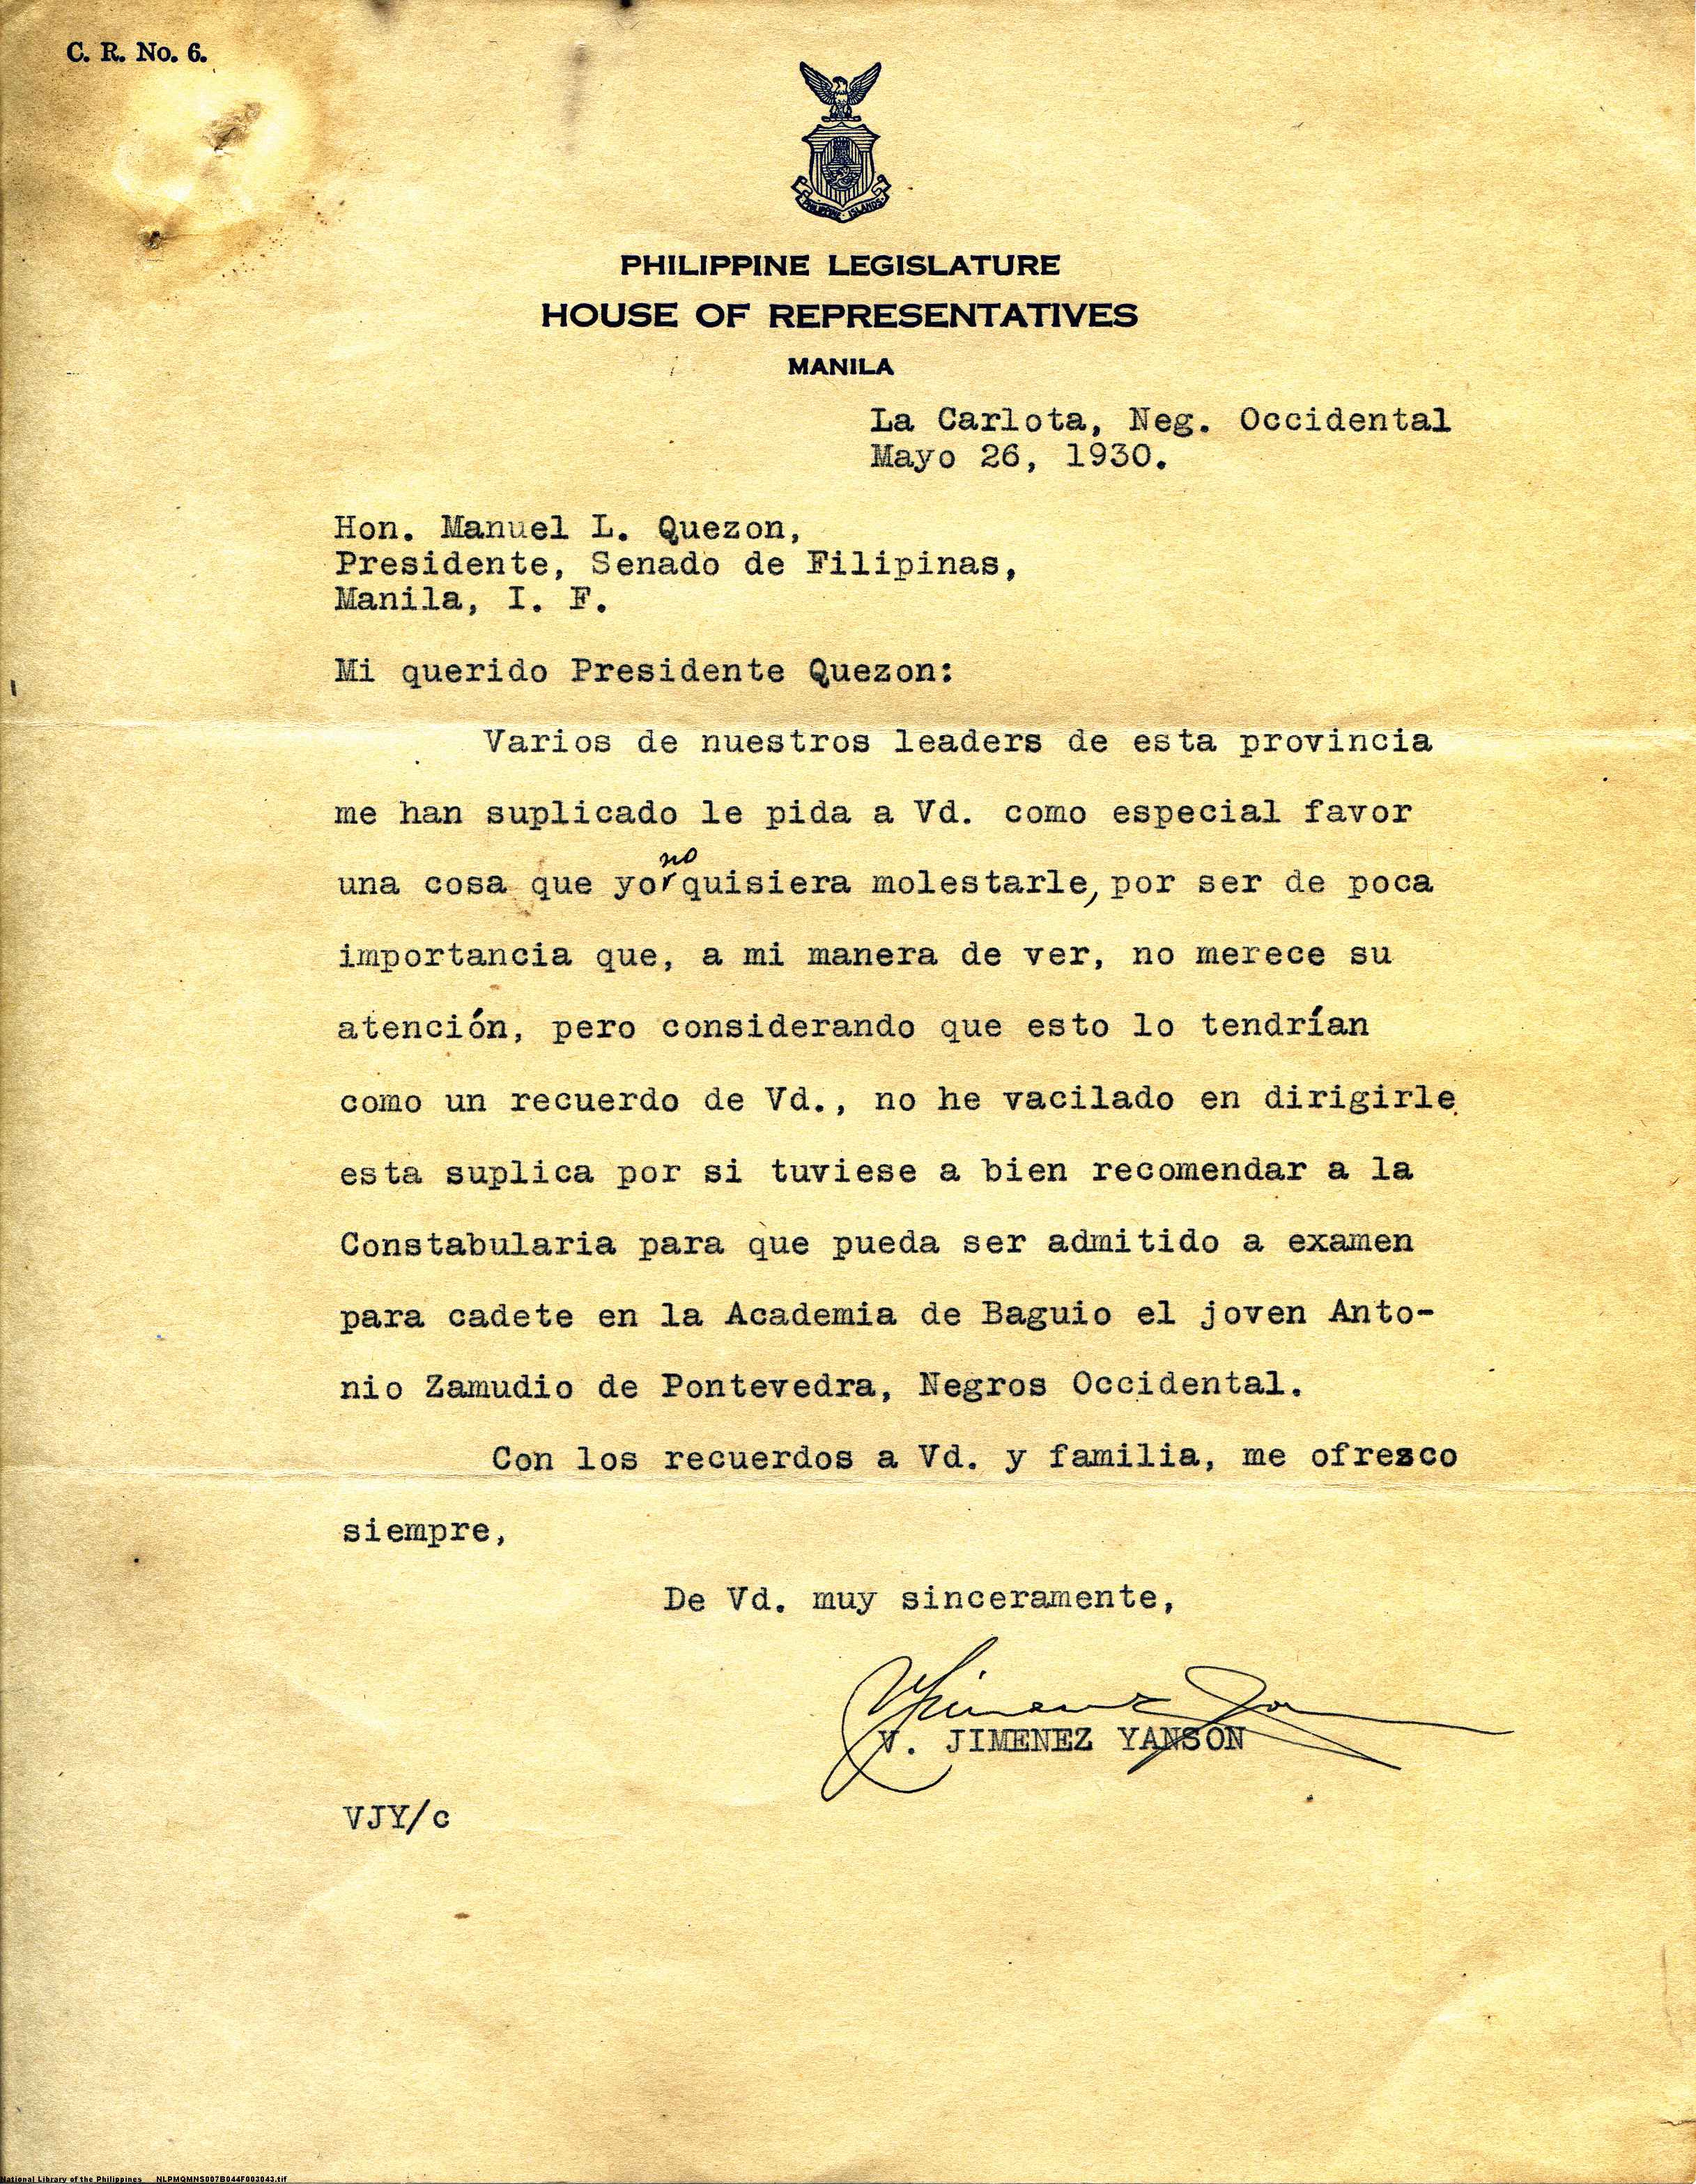 C. R. No. 6.
PHILIPPINE ISLANDS
PHILIPPINE LEGISLATURE
HOUSE OF REPRESENTATIVES
MANILA
La Carlota, Neg. Occidental
Mayo 26, 1930.
Hon. Manuel L. Quezon,
Presidente, Senado de Filipinas,
Manila, I. F.
Mi querido Presidente Quezon:
Varios de nuestros leaders de esta provincia
me han suplicado le pida a Vd. como especial favor
una cosa que yo no quisiera molestarle, por ser de poca
importancia que, a mi manera de ver, no merece su
atención, pero considerando que esto lo tendrían
como un recuerdo de Vd., no he vacilado en dirigirle
esta suplica por si tuviese a bien recomendar a la
Constabularia para que pueda ser admitido a examen
para cadete en la Academia de Baguio el joven Anto-
nio Zamudio de Pontevedra, Negros Occidental.
Con los recuerdos a Vd. y familia, me ofrezco
siempre,
De Vd. muy sinceramente,
V. JIMENEZ YANSON
VJY/c
National Library of the Philippines NLPMQMNS007B044F003043.tif